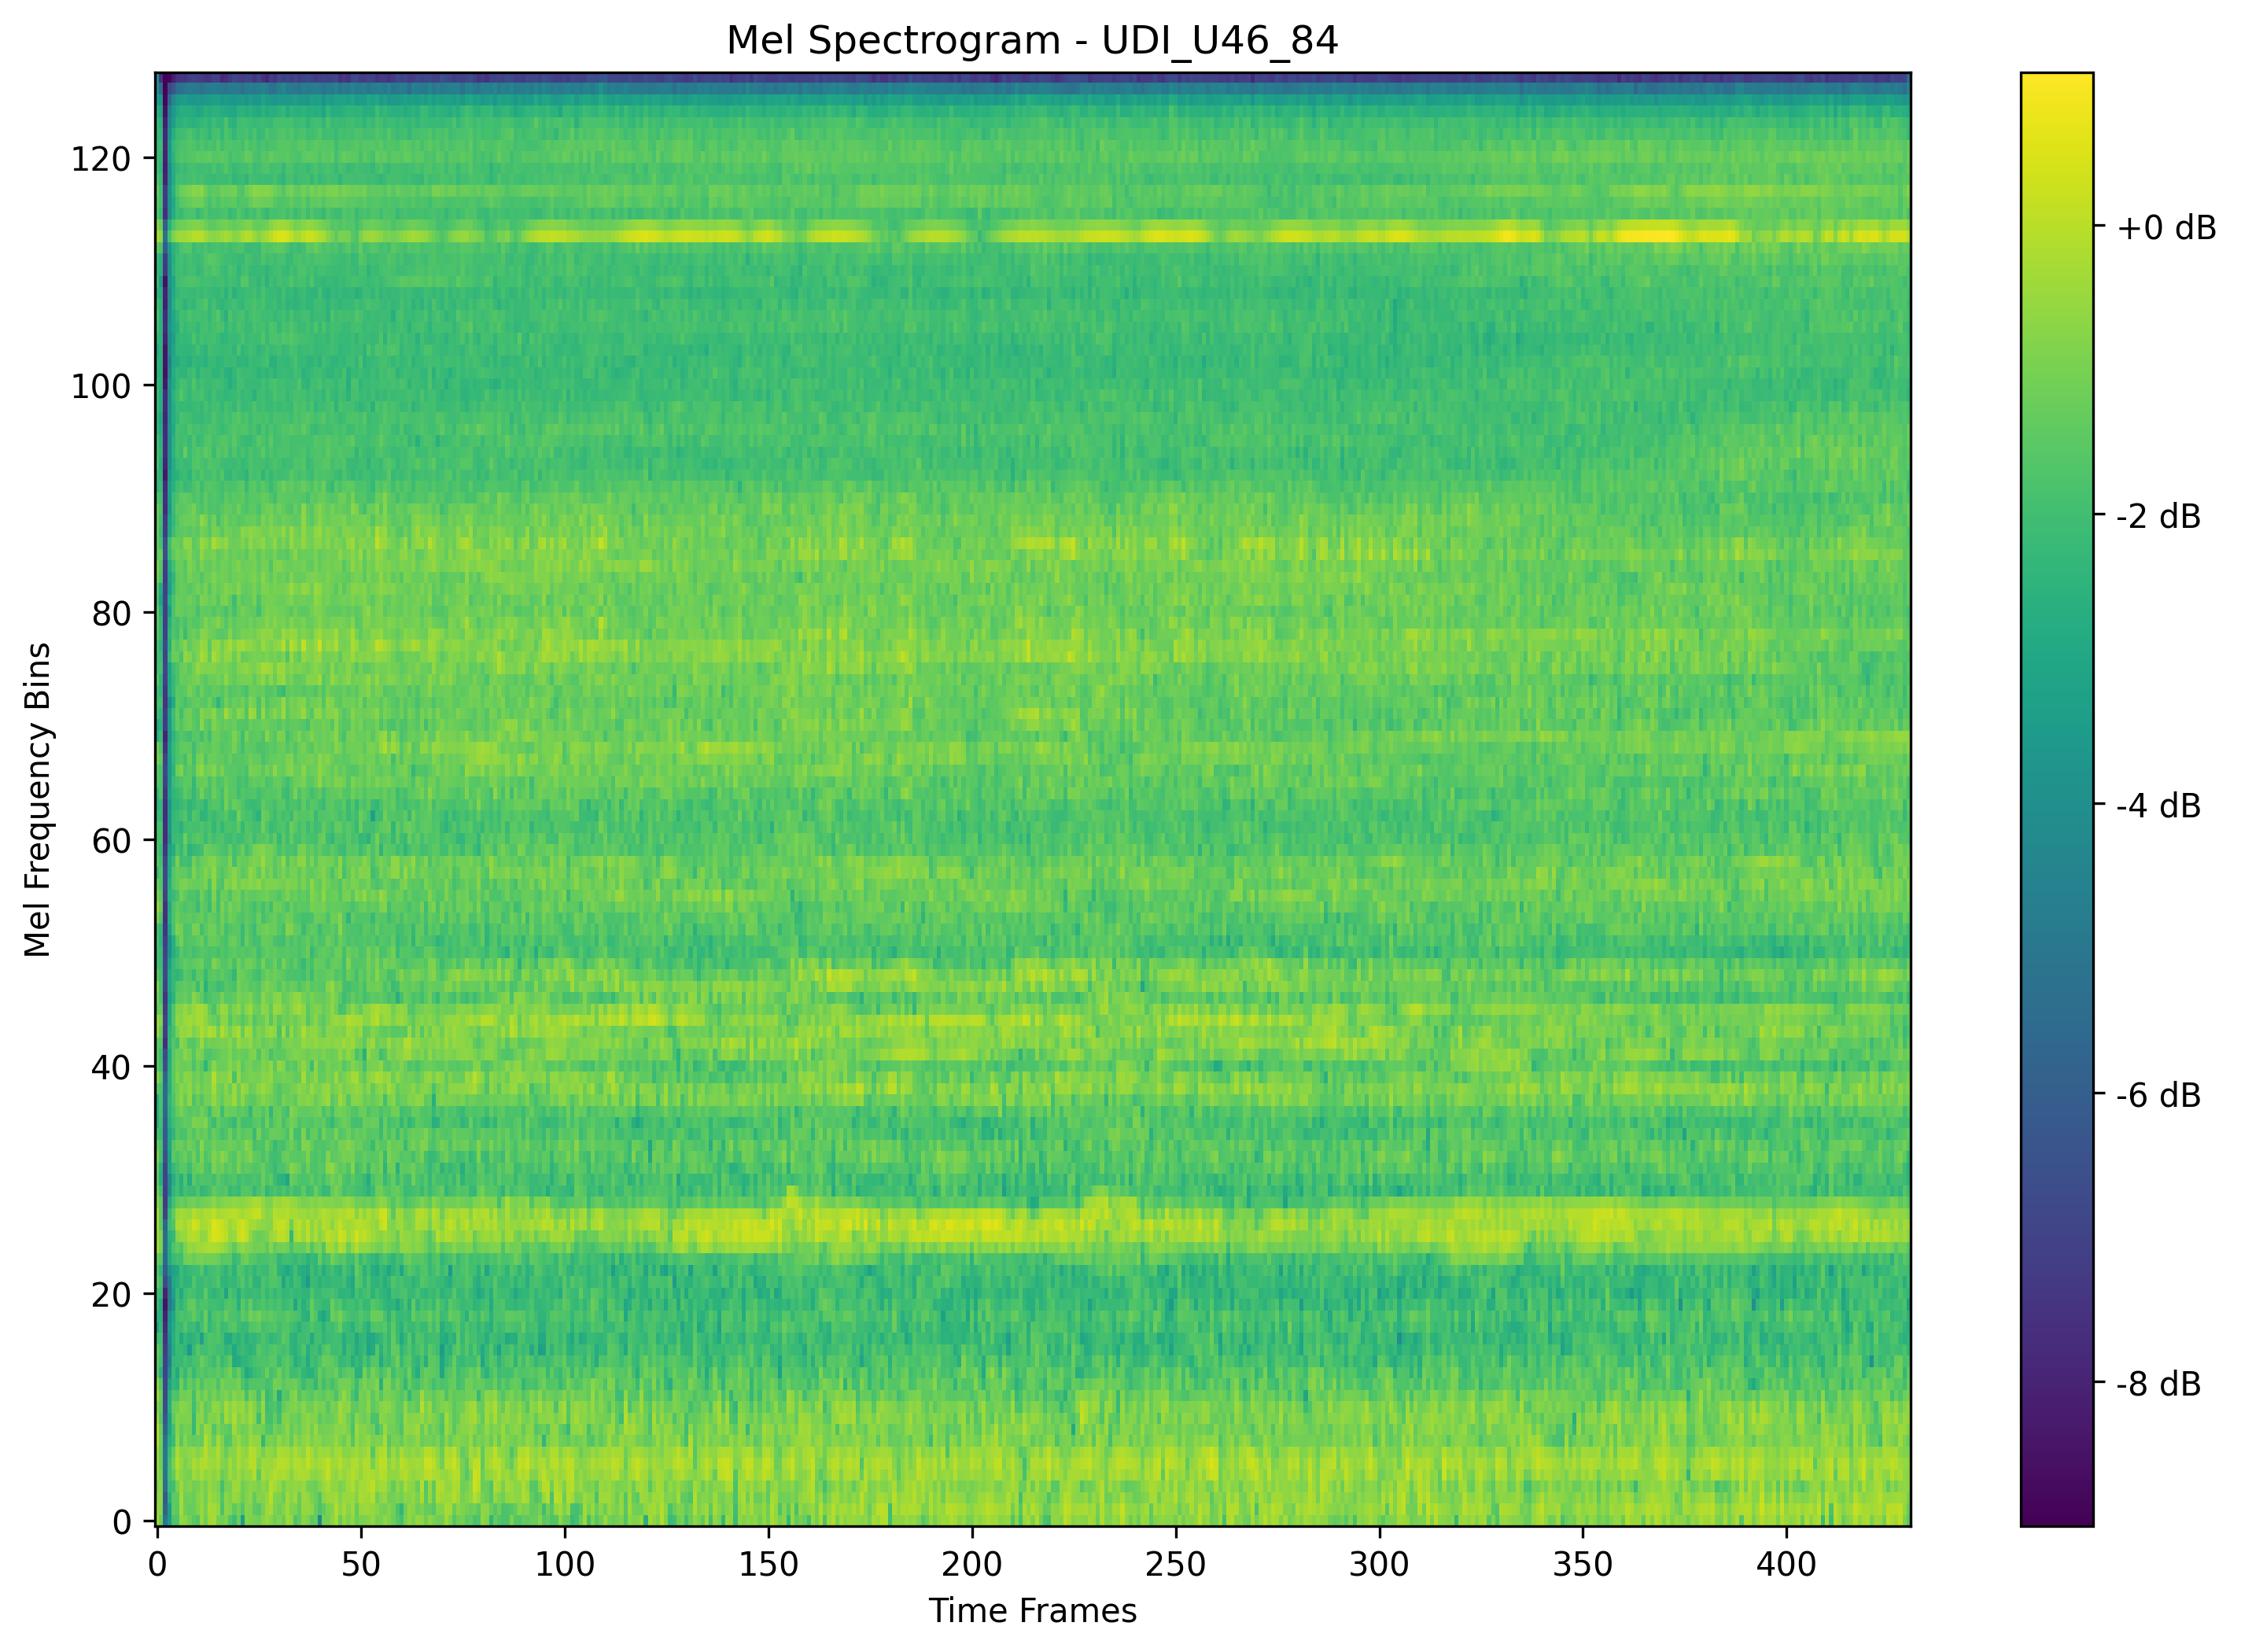 Mel Spectrogram - UDI_U46_84
Mel Frequency Bins
120
100
80
60
40
20
0
0 50 100 150 200 250 300 350 400
Time Frames
+0 dB
-2 dB
-4 dB
-6 dB
-8 dB